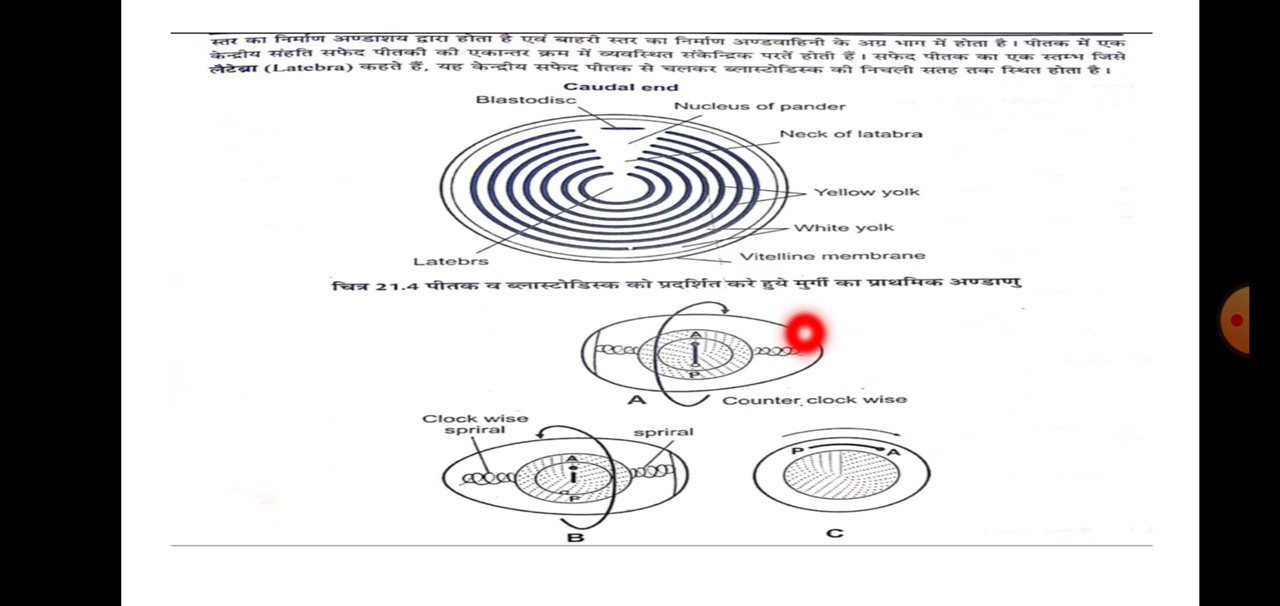 स्तर का निर्माण अण्डाशय द्वारा होता है एवं बाहरी स्तर का निर्माण अण्डवाहिनी के अग्र भाग में होता है। पीतक में एक
केन्द्रीय संहति सफेद पीतकी की एकान्तर क्रम में व्यवस्थित संकेन्द्रिक परतें होती हैं। सफेद पीतक का एक स्तम्भ जिसे
लैटेब्रा (Latebra) कहते हैं, यह केन्द्रीय सफेद पीतक से चलकर ब्लास्टोडिस्क की निचली सतह तक स्थित होता है।
Caudal end
Blastodisc
Nucleus of pander
Neck of latabra
Yellow yolk
White yolk
Vitelline membrane
Latebrs
चित्र 21.4 पीतक व ब्लास्टोडिस्क को प्रदर्शित करे हुये मुर्गी का प्राथमिक अण्डाणु
A
P
A
Counter clock wise
Clock wise
spriral
spriral
A
P
B
P
A
C